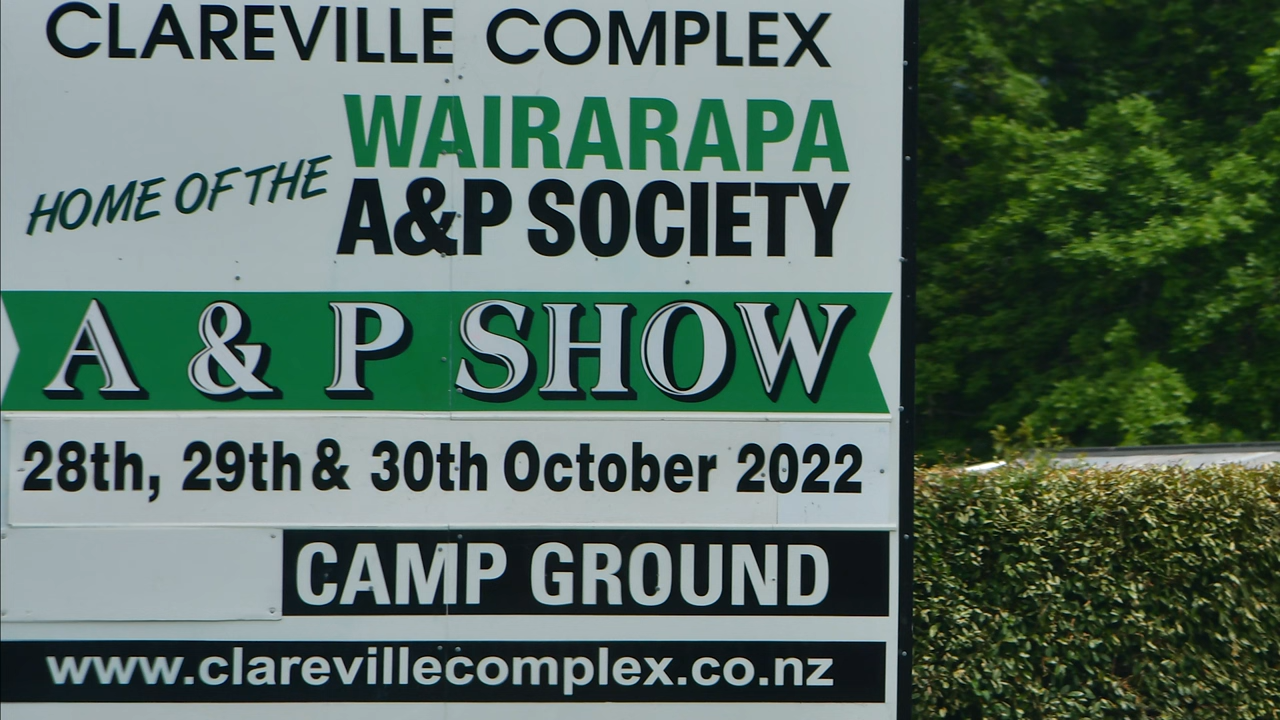 CLAREVILLE COMPLEX
WAIRARAPA
HOME OF THE
A&P SOCIETY
A & P SHOW
28th, 29th & 30th October 2022
CAMP GROUND
www.clarevillecomplex.co.nz